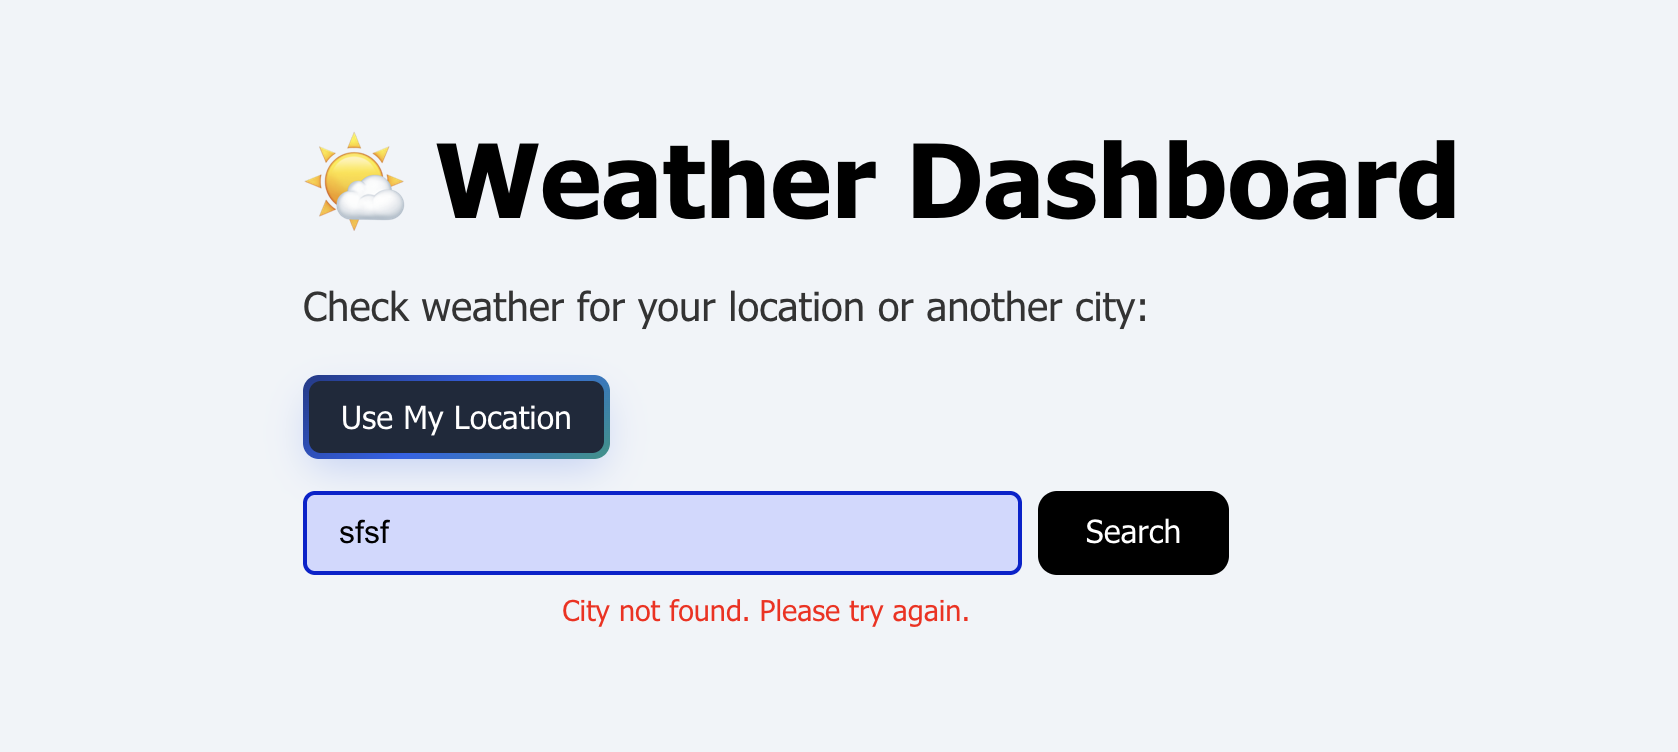 Weather Dashboard
Check weather for your location or another city:
Use My Location
sfsf
Search
City not found. Please try again.